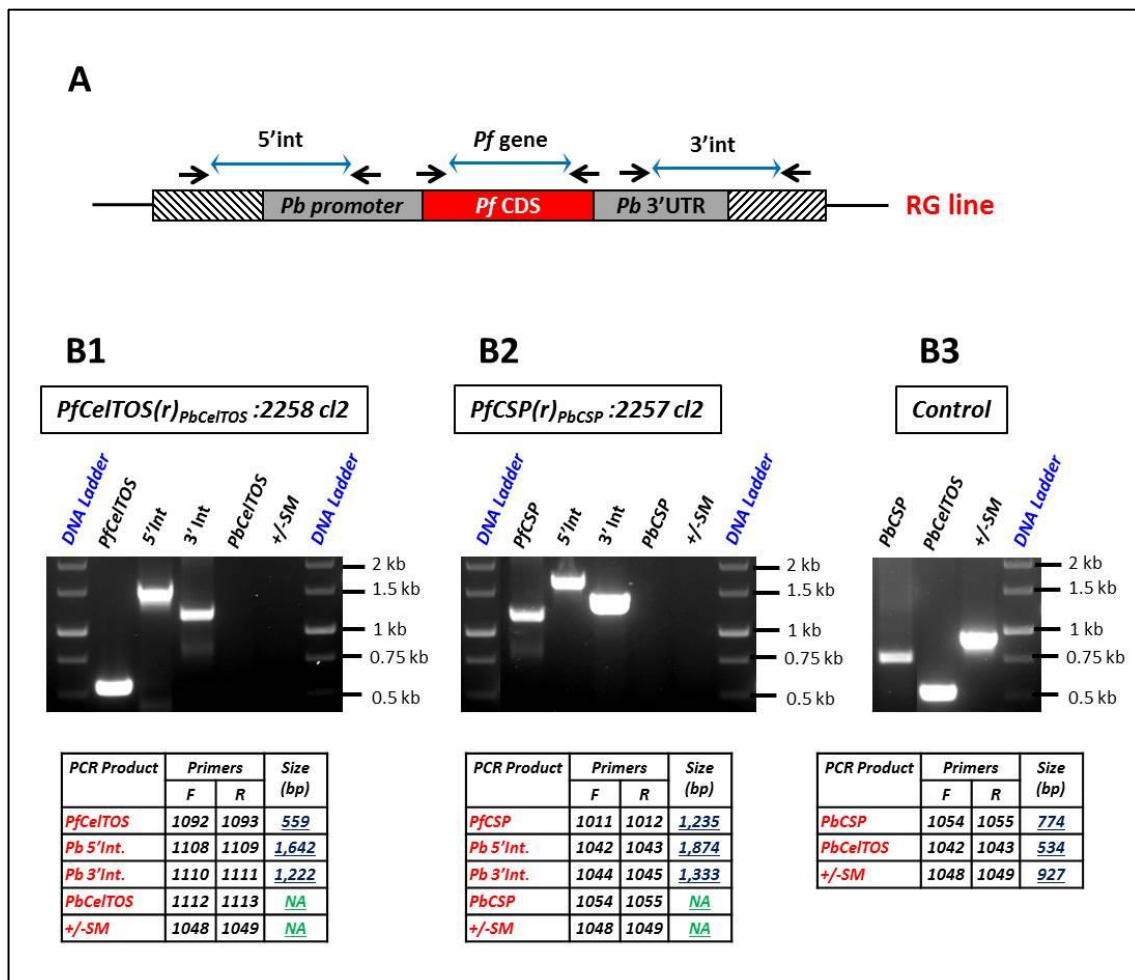 A
5'int
Pf gene
3'int
Pb promoter
Pf CDS
Pb 3'UTR
RG line
B1
PfCelTOS(r)PbCelTOS :2258 cl2
DNA Ladder
PfCelTOS
5'Int
3' Int
PbCelTOS
+/-SM
DNA Ladder
2 kb
1.5 kb
1 kb
0.75 kb
0.5 kb
PCR Product Primers Size (bp)
F R
PfCelTOS 1092 1093 559
Pb 5'Int. 1108 1109 1,642
Pb 3'Int. 1110 1111 1,222
PbCelTOS 1112 1113 NA
+/-SM 1048 1049 NA
B2
PfCSP(r)PbCSP :2257 cl2
DNA Ladder
PfCSP
5'Int
3' Int
PbCSP
+/-SM
DNA Ladder
2 kb
1.5 kb
1 kb
0.75 kb
0.5 kb
PCR Product Primers Size (bp)
F R
PfCSP 1011 1012 1,235
Pb 5'Int. 1042 1043 1,874
Pb 3'Int. 1044 1045 1,333
PbCSP 1054 1055 NA
+/-SM 1048 1049 NA
B3
Control
PbCSP
PbCelTOS
+/-SM
DNA Ladder
2 kb
1.5 kb
1 kb
0.75 kb
0.5 kb
PCR Product Primers Size (bp)
F R
PbCSP 1054 1055 774
PbCelTOS 1042 1043 534
+/-SM 1048 1049 927